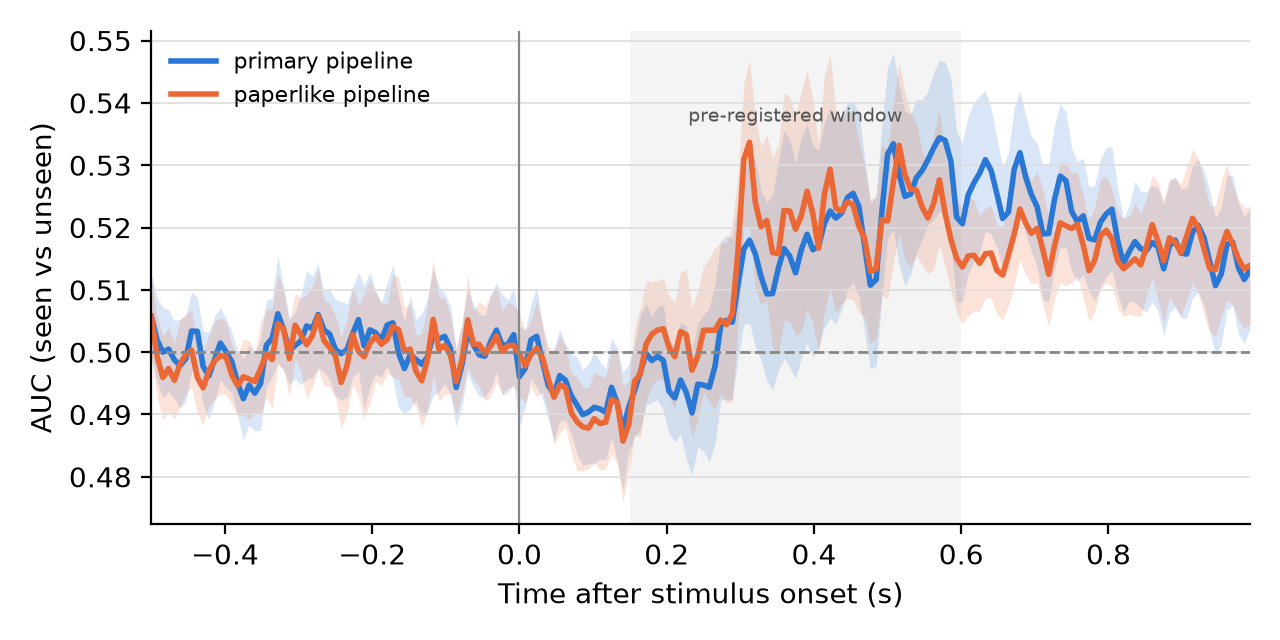 0.55
0.54
0.53
0.52
0.51
0.50
0.49
0.48
AUC (seen vs unseen)
primary pipeline
paperlike pipeline
pre-registered window
−0.4 −0.2 0.0 0.2 0.4 0.6 0.8
Time after stimulus onset (s)